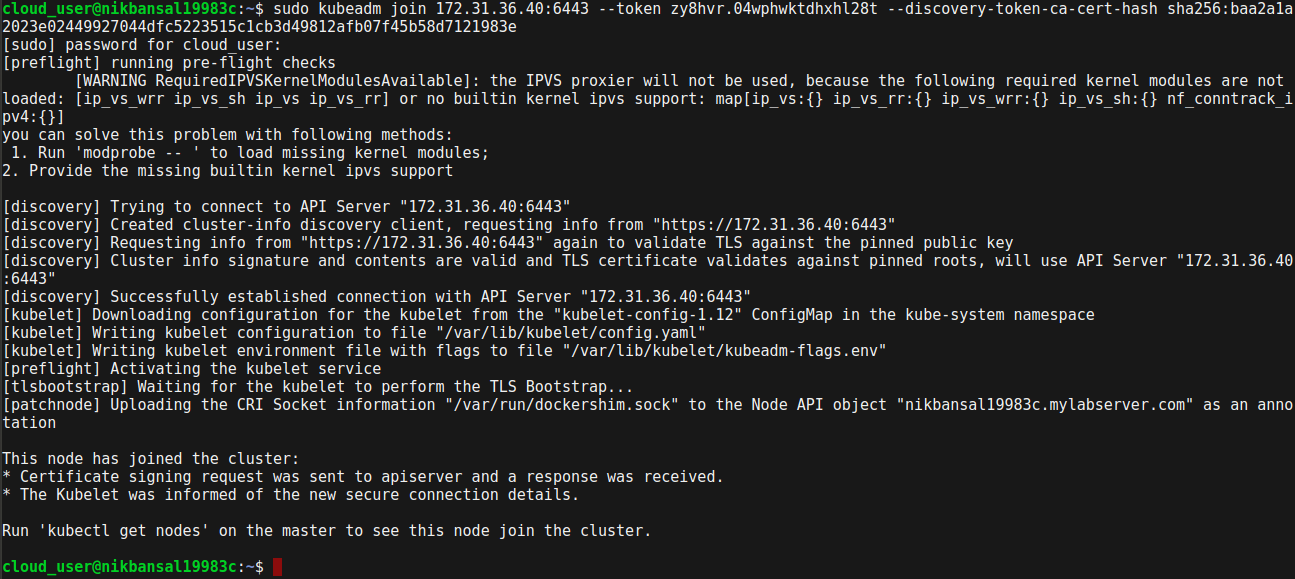 cloud_user@nikbansal19983c:~$ sudo kubeadm join 172.31.36.40:6443 --token zy8hvr.04wphwktdhxhl28t --discovery-token-ca-cert-hash sha256:baa2a1a
2023e02449927044dfc5223515c1cb3d49812afb07f45b58d7121983e
[sudo] password for cloud_user:
[preflight] running pre-flight checks
        [WARNING RequiredIPVSKernelModulesAvailable]: the IPVS proxier will not be used, because the following required kernel modules are not
loaded: [ip_vs_wrr ip_vs_sh ip_vs ip_vs_rr] or no builtin kernel ipvs support: map[ip_vs:{} ip_vs_rr:{} ip_vs_wrr:{} ip_vs_sh:{} nf_conntrack_i
pv4:{}]
you can solve this problem with following methods:
 1. Run 'modprobe -- ' to load missing kernel modules;
2. Provide the missing builtin kernel ipvs support

[discovery] Trying to connect to API Server "172.31.36.40:6443"
[discovery] Created cluster-info discovery client, requesting info from "https://172.31.36.40:6443"
[discovery] Requesting info from "https://172.31.36.40:6443" again to validate TLS against the pinned public key
[discovery] Cluster info signature and contents are valid and TLS certificate validates against pinned roots, will use API Server "172.31.36.40
:6443"
[discovery] Successfully established connection with API Server "172.31.36.40:6443"
[kubelet] Downloading configuration for the kubelet from the "kubelet-config-1.12" ConfigMap in the kube-system namespace
[kubelet] Writing kubelet configuration to file "/var/lib/kubelet/config.yaml"
[kubelet] Writing kubelet environment file with flags to file "/var/lib/kubelet/kubeadm-flags.env"
[preflight] Activating the kubelet service
[tlsbootstrap] Waiting for the kubelet to perform the TLS Bootstrap...
[patchnode] Uploading the CRI Socket information "/var/run/dockershim.sock" to the Node API object "nikbansal19983c.mylabserver.com" as an anno
tation

This node has joined the cluster:
* Certificate signing request was sent to apiserver and a response was received.
* The Kubelet was informed of the new secure connection details.

Run 'kubectl get nodes' on the master to see this node join the cluster.

cloud_user@nikbansal19983c:~$